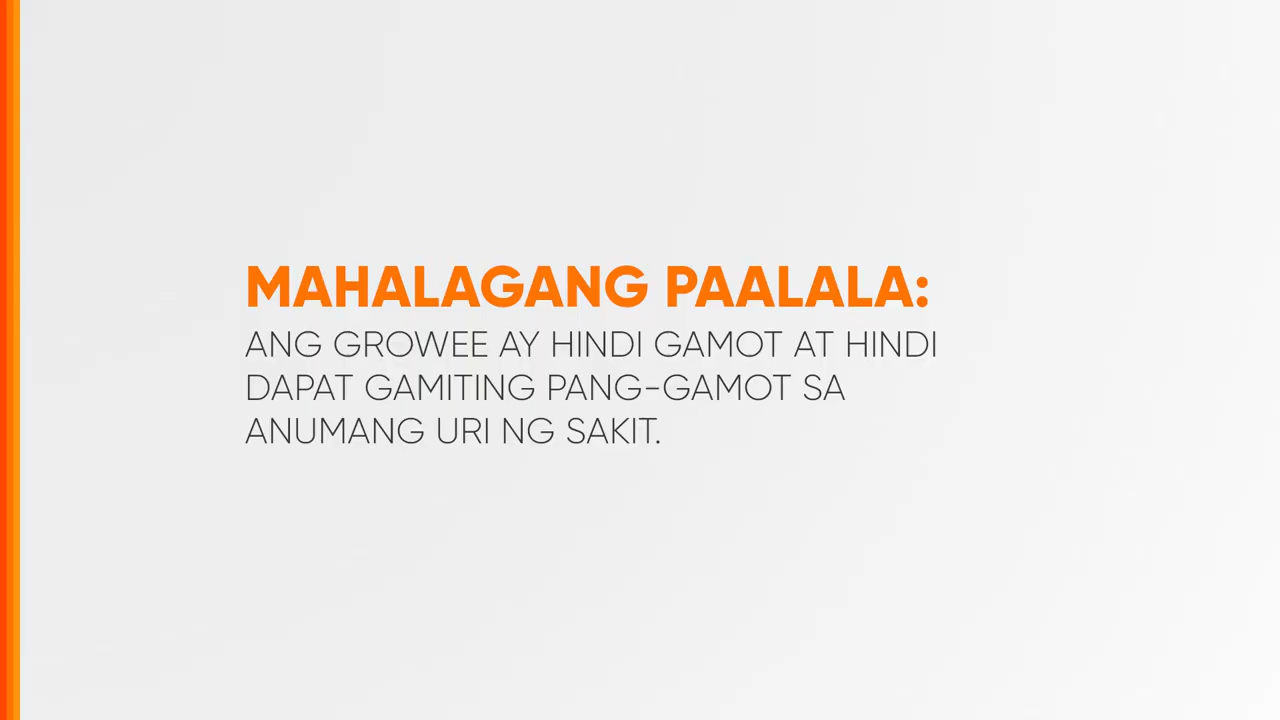 MAHALAGANG PAALALA:
ANG GROWEE AY HINDI GAMOT AT HINDI
DAPAT GAMITING PANG-GAMOT SA
ANUMANG URI NG SAKIT.